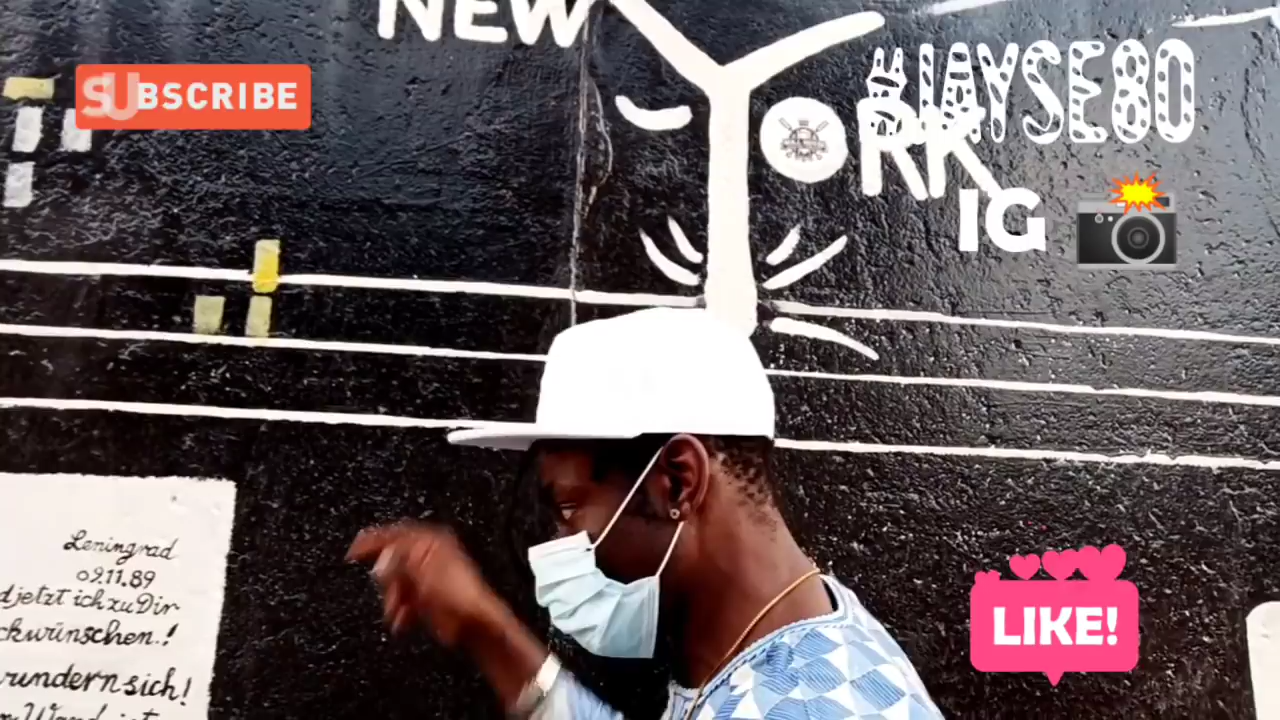 NEW YORK
SUBSCRIBE
#JAYSE80
IG
Leningrad
09.11.89
jetzt ich zu Dir
wundern sich!
LIKE!